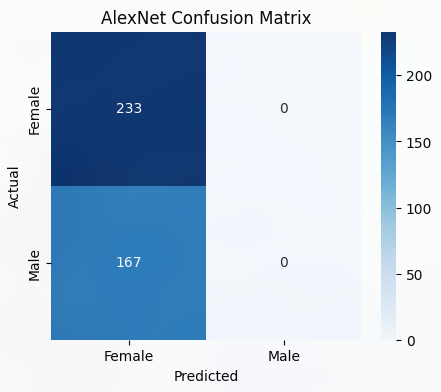 AlexNet Confusion Matrix
Actual
Female
233
0
Male
167
0
Female
Male
Predicted
200
150
100
50
0